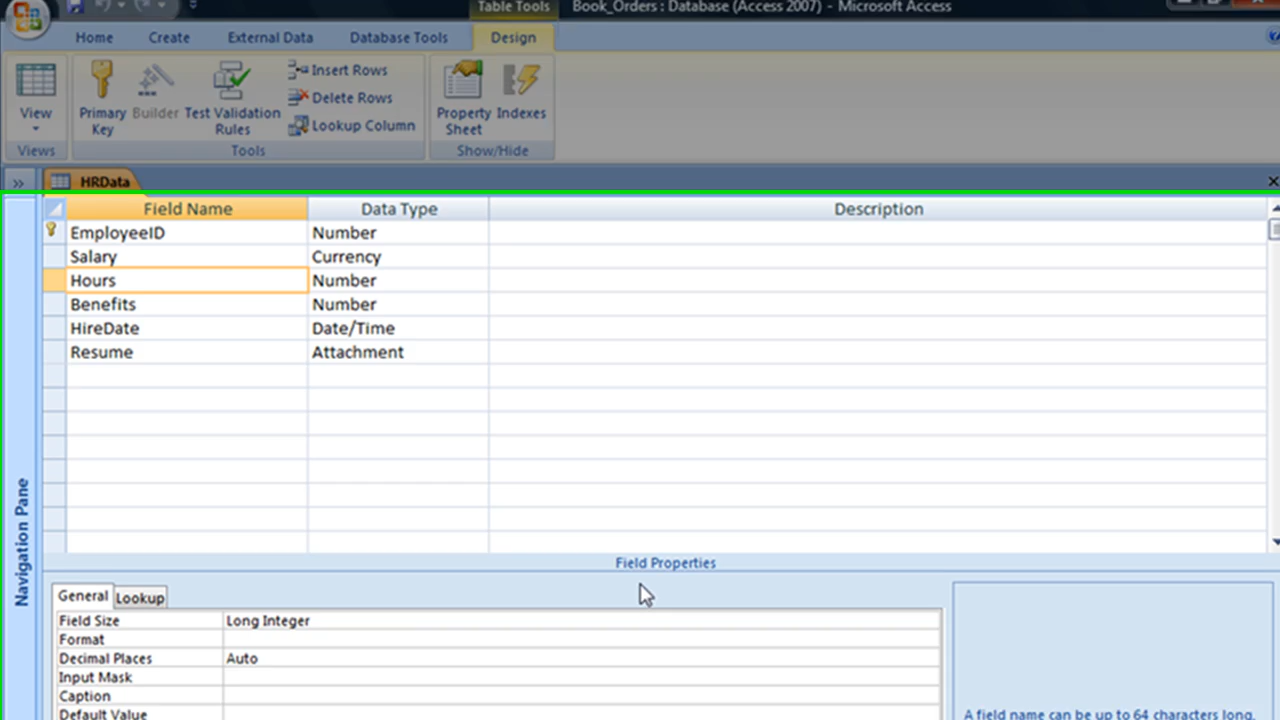 Table Tools Book_Orders : Database (Access 2007) - Microsoft Access
Home Create External Data Database Tools Design
View Primary Key Builder Test Validation Rules Insert Rows Delete Rows Lookup Column Property Sheet Indexes
Views Tools Show/Hide
HRData
Field Name Data Type Description
EmployeeID Number
Salary Currency
Hours Number
Benefits Number
HireDate Date/Time
Resume Attachment
Navigation Pane
Field Properties
General Lookup
Field Size Long Integer
Format
Decimal Places Auto
Input Mask
Caption
Default Value
A field name can be up to 64 characters long,